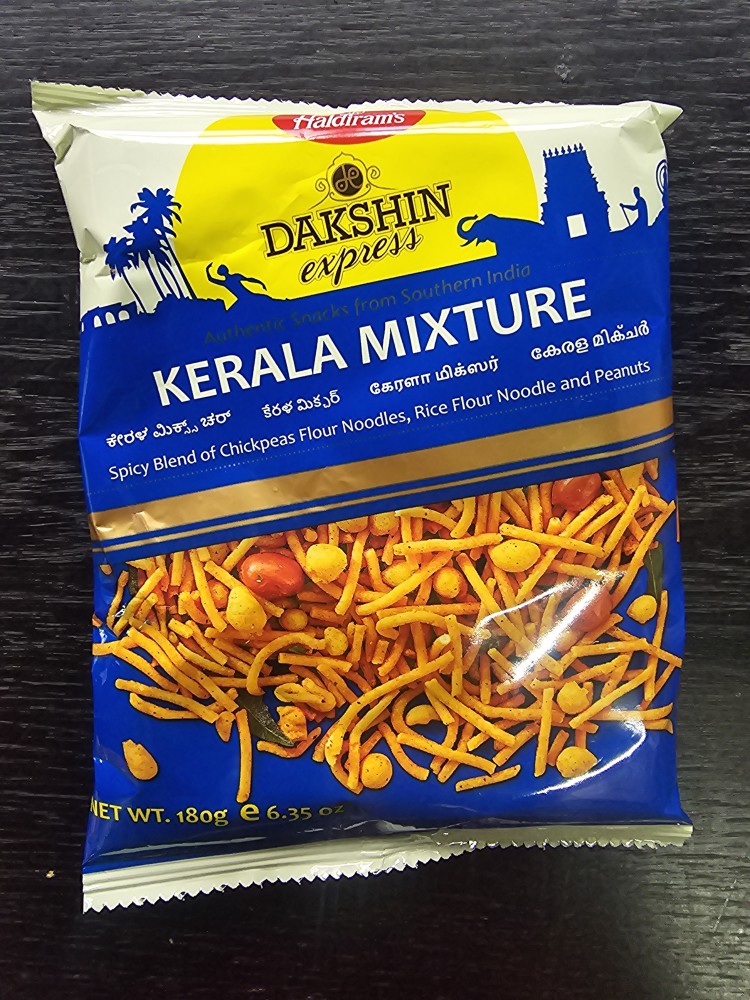 Haldiram's
DAKSHIN
express
Authentic Snacks from Southern India
KERALA MIXTURE
ಕೇರಳ ಮಿಕ್ಸ್ಚರ್ కేరళ మిక్చర్ கேரளா மிக்ஸர் കേരള മിക്ചർ
Spicy Blend of Chickpeas Flour Noodles, Rice Flour Noodle and Peanuts
NET WT. 180g e 6.35 oz